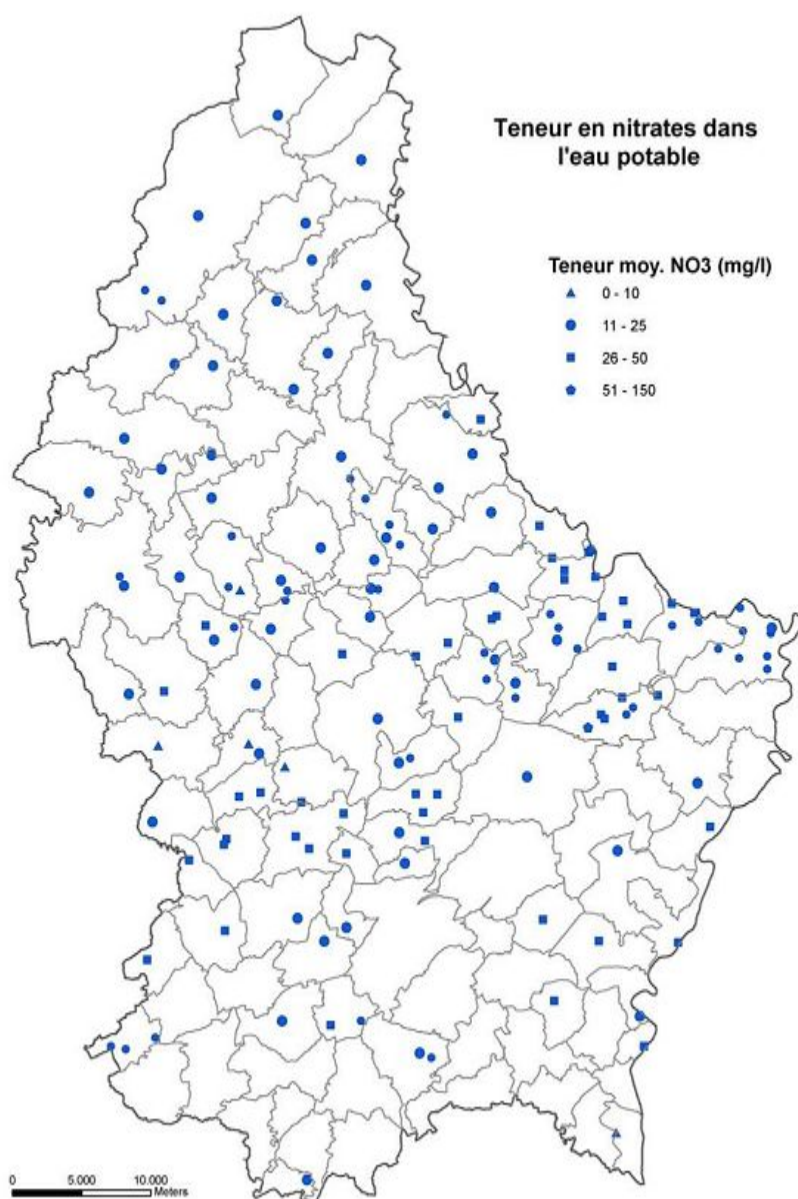 Teneur en nitrates dans
l'eau potable
Teneur moy. NO3 (mg/l)
0 - 10
11 - 25
26 - 50
51 - 150
0 5.000 10.000
Meters